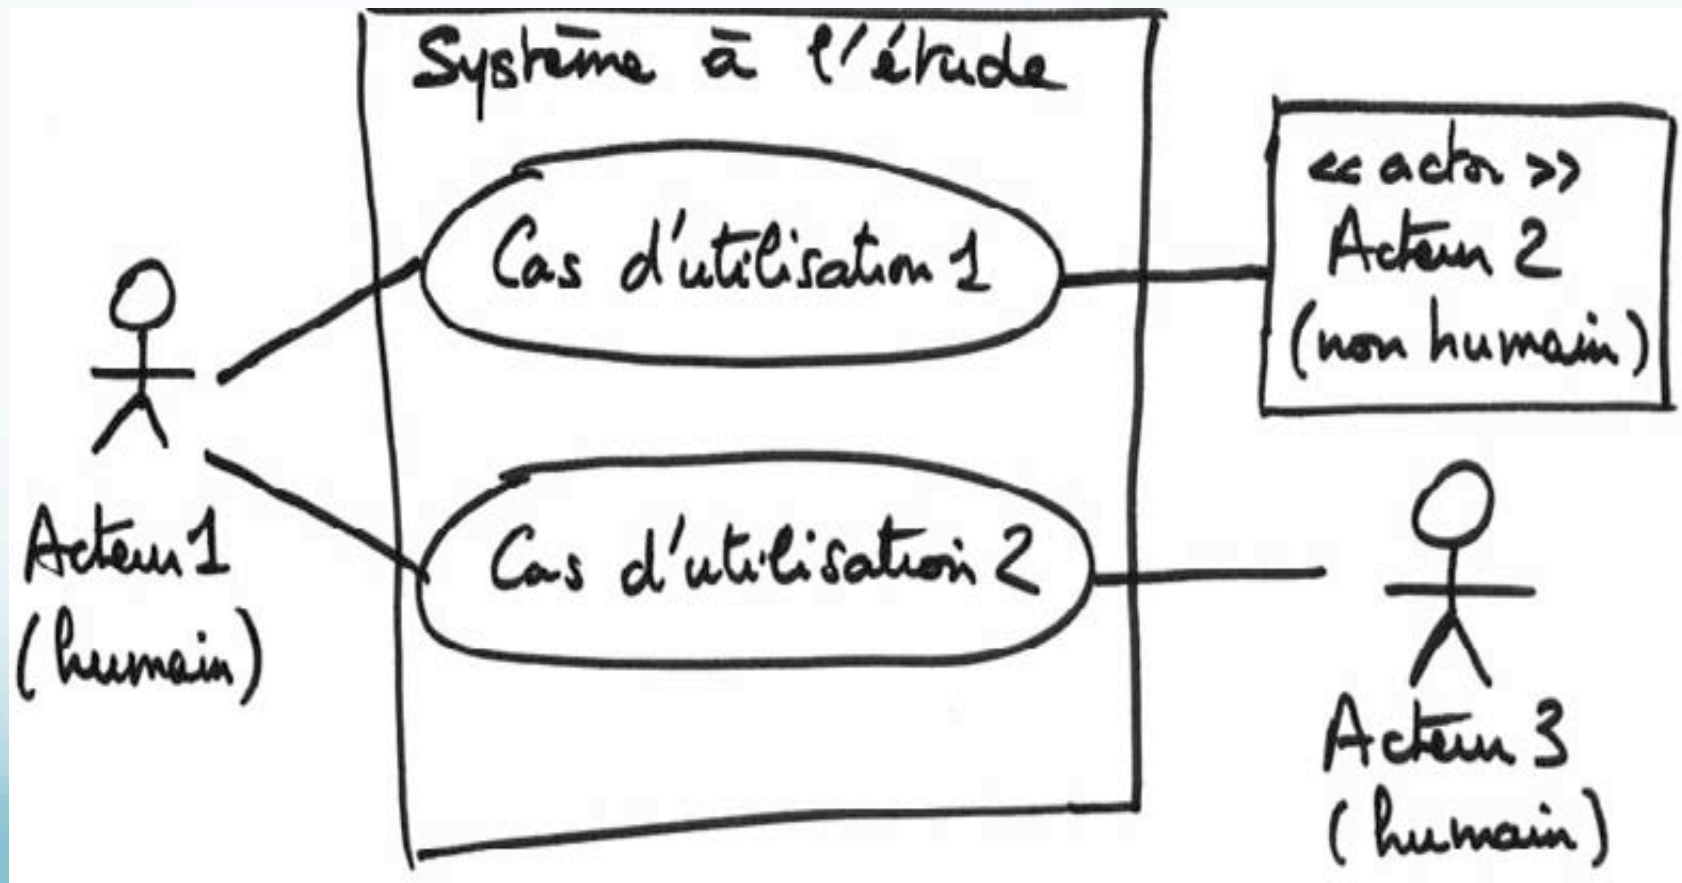 Système à l'étude
Cas d'utilisation 1
<< actor >>
Acteur 2
(non humain)
Acteur 1
(humain)
Cas d'utilisation 2
Acteur 3
(humain)